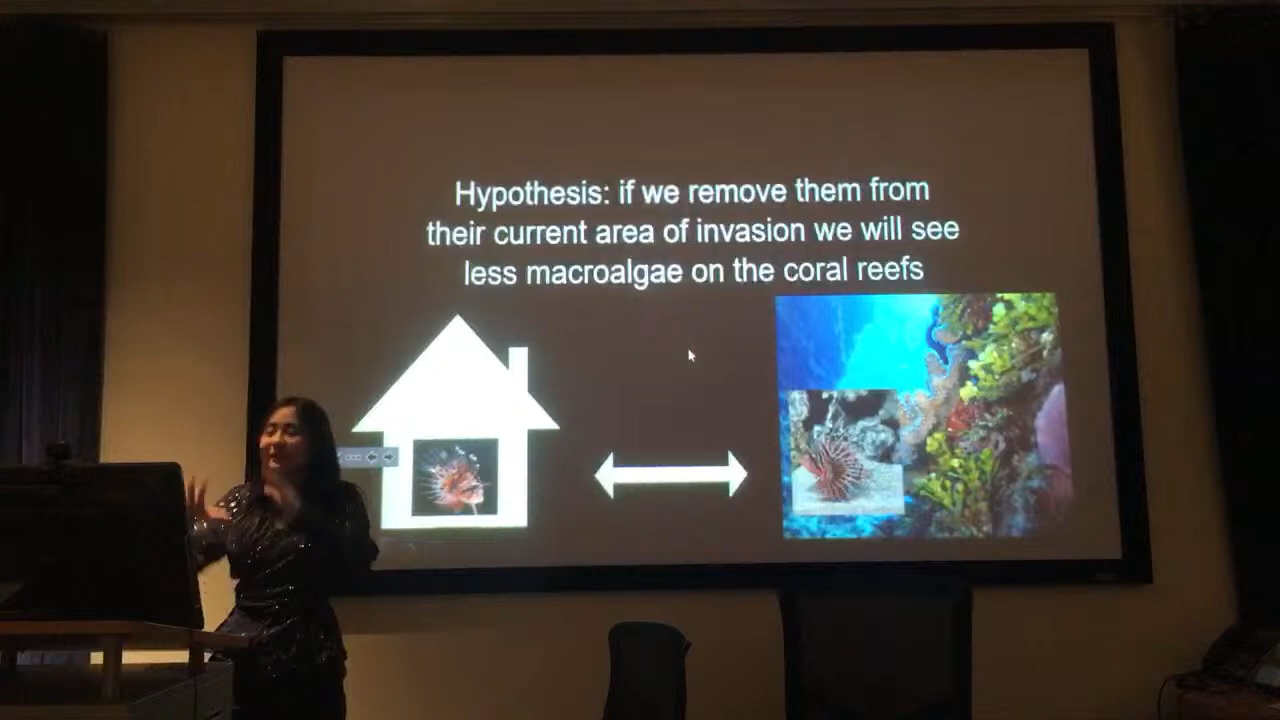 Hypothesis: if we remove them from
their current area of invasion we will see
less macroalgae on the coral reefs